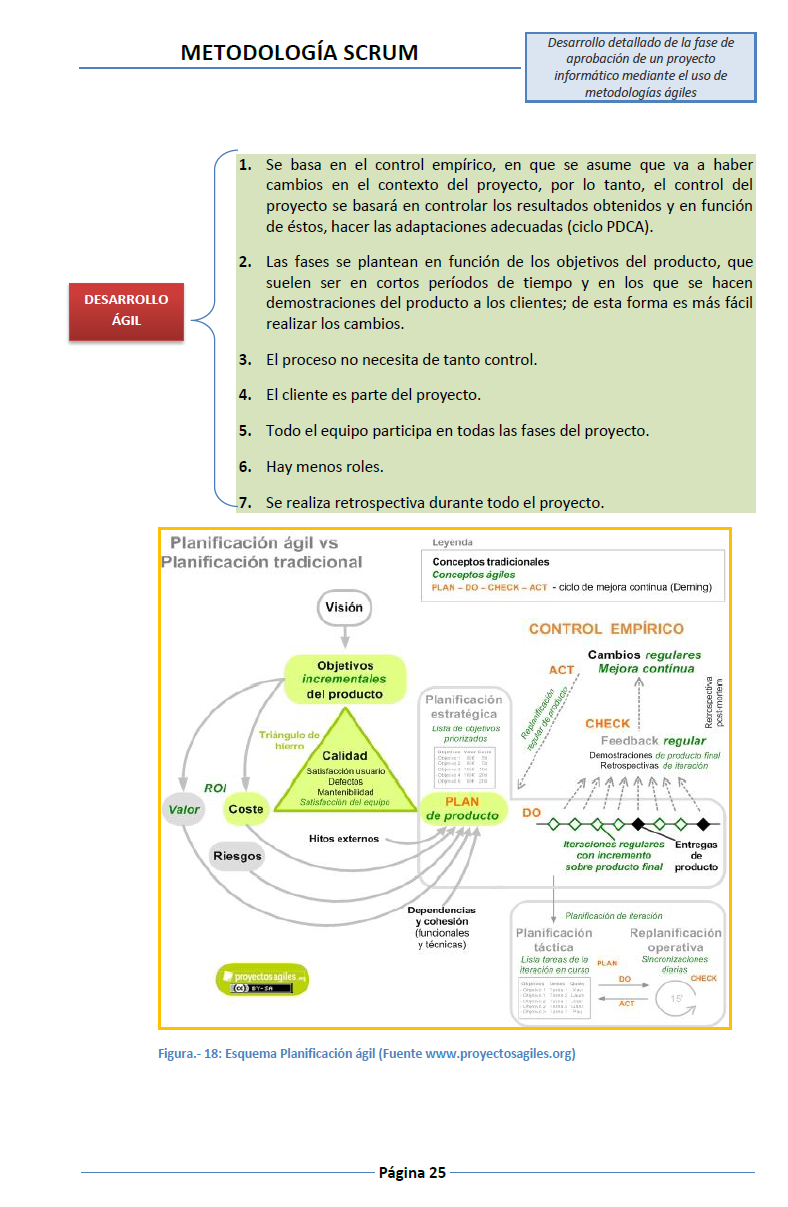 METODOLOGÍA SCRUM
Desarrollo detallado de la fase de
aprobación de un proyecto
informático mediante el uso de
metodologías ágiles
DESARROLLO
ÁGIL
1. Se basa en el control empírico, en que se asume que va a haber
cambios en el contexto del proyecto, por lo tanto, el control del
proyecto se basará en controlar los resultados obtenidos y en función
de éstos, hacer las adaptaciones adecuadas (ciclo PDCA).
2. Las fases se plantean en función de los objetivos del producto, que
suelen ser en cortos períodos de tiempo y en los que se hacen
demostraciones del producto a los clientes; de esta forma es más fácil
realizar los cambios.
3. El proceso no necesita de tanto control.
4. El cliente es parte del proyecto.
5. Todo el equipo participa en todas las fases del proyecto.
6. Hay menos roles.
7. Se realiza retrospectiva durante todo el proyecto.
Planificación ágil vs
Planificación tradicional
Leyenda
Conceptos tradicionales
Conceptos ágiles
PLAN – DO – CHECK – ACT - ciclo de mejora continua (Deming)
Visión
Objetivos
incrementales
del producto
Triángulo de
hierro
Calidad
Satisfacción usuario
Defectos
Mantenibilidad
Satisfacción del equipo
ROI
Valor
Coste
Riesgos
Hitos externos
Dependencias
y cohesión
(funcionales
y técnicas)
Planificación
estratégica
Lista de objetivos
priorizados
Objetivos Valor Coste
PLAN
de producto
CONTROL EMPÍRICO
Cambios regulares
Mejora contínua
ACT
Replanificación
regular de producto
Retrospectiva
post-mortem
CHECK
Feedback regular
Demostraciones de producto final
Retrospectivas de iteración
DO
Iteraciones regulares
con incremento
sobre producto final
Entregas
de
producto
Planificación de iteración
Planificación
táctica
Lista tareas de la
iteración en curso
Replanificación
operativa
Sincronizaciones
diarias
PLAN
DO
CHECK
ACT
15'
proyectosagiles.org
cc BY-SA
Figura.- 18: Esquema Planificación ágil (Fuente www.proyectosagiles.org)
Página 25